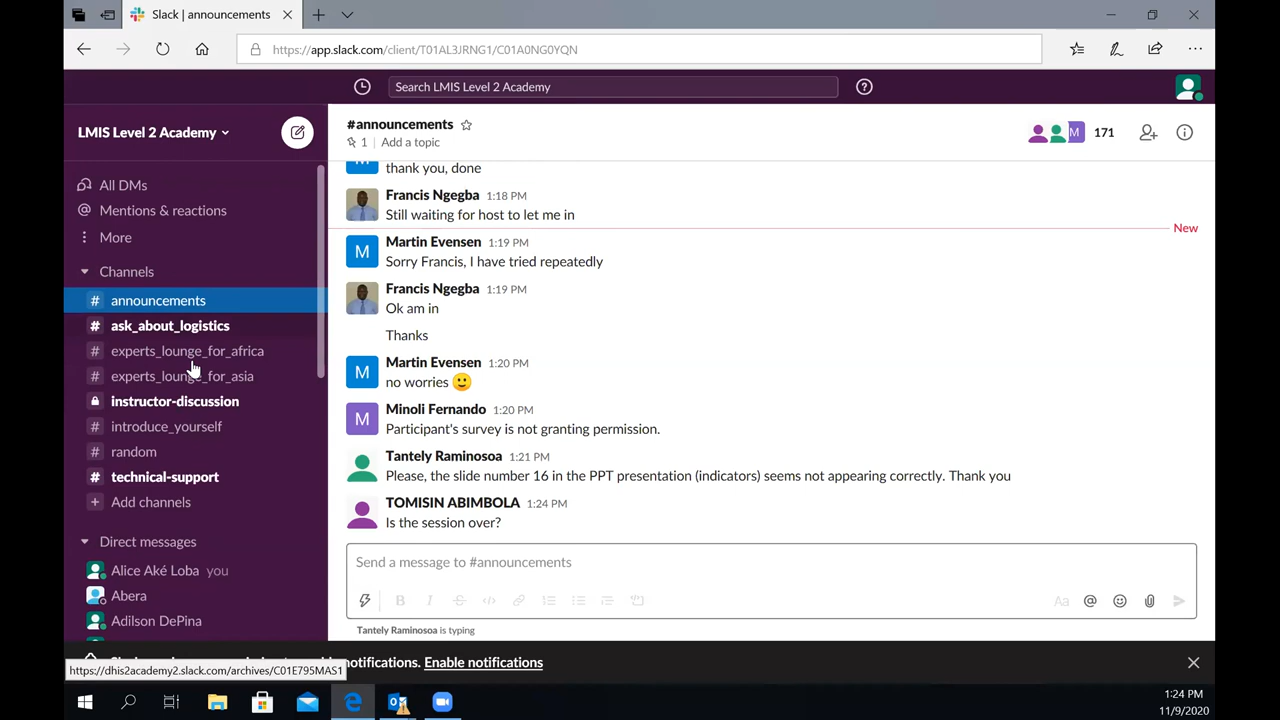 Slack | announcements
https://app.slack.com/client/T01AL3JRNG1/C01A0NG0YQN
Search LMIS Level 2 Academy
LMIS Level 2 Academy
All DMs
Mentions & reactions
More
Channels
# announcements
# ask_about_logistics
# experts_lounge_for_africa
# experts_lounge_for_asia
instructor-discussion
# introduce_yourself
# random
# technical-support
+ Add channels
Direct messages
Alice Aké Loba you
Abera
Adilson DePina
#announcements
1 Add a topic
M 171
thank you, done
Francis Ngegba 1:18 PM
Still waiting for host to let me in
New
M Martin Evensen 1:19 PM
Sorry Francis, I have tried repeatedly
Francis Ngegba 1:19 PM
Ok am in
Thanks
M Martin Evensen 1:20 PM
no worries
M Minoli Fernando 1:20 PM
Participant's survey is not granting permission.
Tantely Raminosoa 1:21 PM
Please, the slide number 16 in the PPT presentation (indicators) seems not appearing correctly. Thank you
TOMISIN ABIMBOLA 1:24 PM
Is the session over?
Send a message to #announcements
B I S Aa @
Tantely Raminosoa is typing
notifications. Enable notifications
https://dhis2academy2.slack.com/archives/C01E795MAS1
1:24 PM
11/9/2020